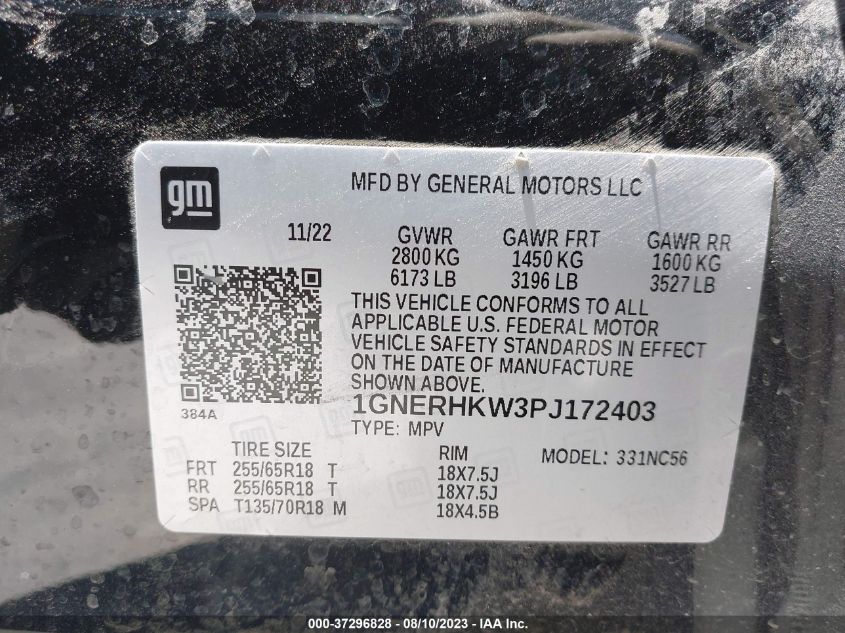 gm
MFD BY GENERAL MOTORS LLC
11/22 GVWR GAWR FRT GAWR RR
2800 KG 1450 KG 1600 KG
6173 LB 3196 LB 3527 LB
THIS VEHICLE CONFORMS TO ALL
APPLICABLE U.S. FEDERAL MOTOR
VEHICLE SAFETY STANDARDS IN EFFECT
ON THE DATE OF MANUFACTURE
SHOWN ABOVE.
384A
1GNERHKW3PJ172403
TYPE: MPV
TIRE SIZE RIM MODEL: 331NC56
FRT 255/65R18 T 18X7.5J
RR 255/65R18 T 18X7.5J
SPA T135/70R18 M 18X4.5B
000-37296828 - 08/10/2023 - IAA Inc.